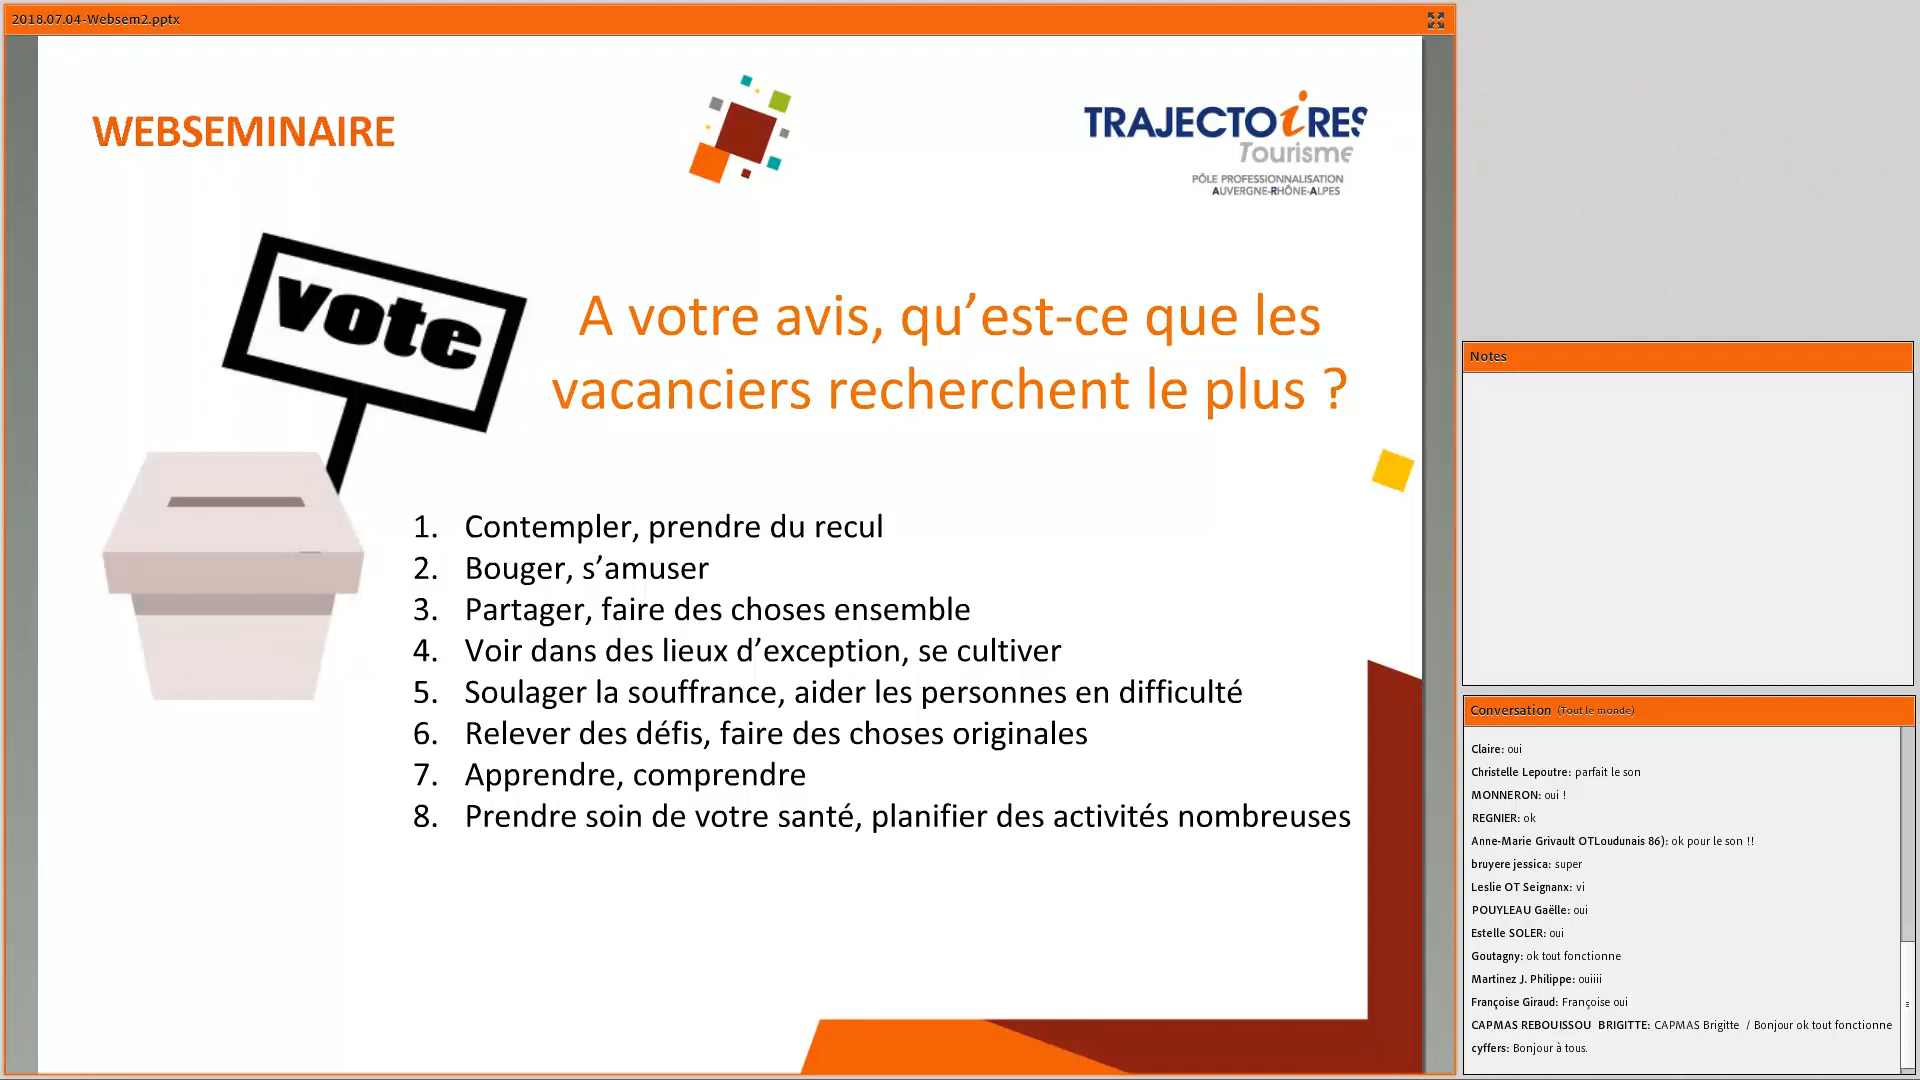 2018.07.04-Websem2.pptx
WEBSEMINAIRE
TRAJECTOiRES
Tourisme
PÔLE PROFESSIONNALISATION
AUVERGNE-RHÔNE-ALPES
vote
A votre avis, qu’est-ce que les
vacanciers recherchent le plus ?
1. Contempler, prendre du recul
2. Bouger, s’amuser
3. Partager, faire des choses ensemble
4. Voir dans des lieux d’exception, se cultiver
5. Soulager la souffrance, aider les personnes en difficulté
6. Relever des défis, faire des choses originales
7. Apprendre, comprendre
8. Prendre soin de votre santé, planifier des activités nombreuses
Notes
Conversation (Tout le monde)
Claire: oui
Christelle Lepoutre: parfait le son
MONNERON: oui !
REGNIER: ok
Anne-Marie Grivault OTLoudunais 86): ok pour le son !!
bruyere jessica: super
Leslie OT Seignanx: vi
POUYLEAU Gaëlle: oui
Estelle SOLER: oui
Goutagny: ok tout fonctionne
Martinez J. Philippe: ouiiii
Françoise Giraud: Françoise oui
CAPMAS REBOUISSOU BRIGITTE: CAPMAS Brigitte / Bonjour ok tout fonctionne
cyffers: Bonjour à tous.